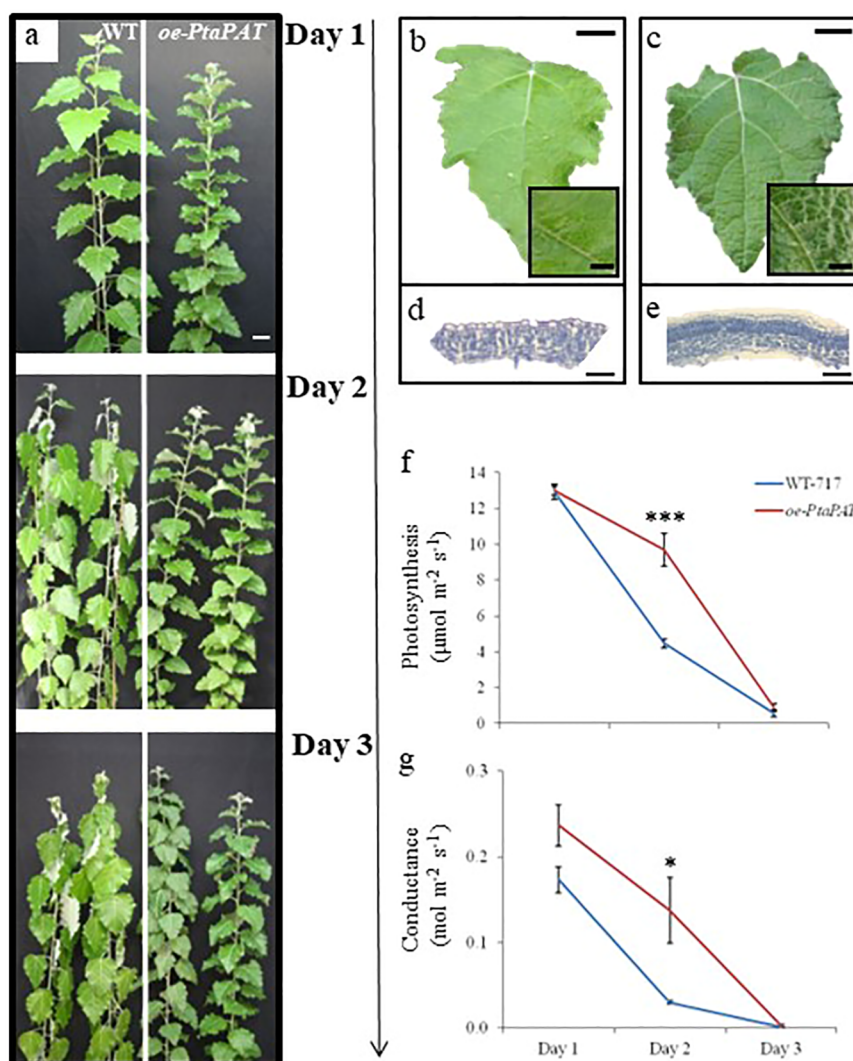 a
WT
oe-PtaPAT
Day 1
Day 2
Day 3
b
c
d
e
f
14
12
10
8
6
4
2
0
Photosynthesis
(μmol m⁻² s⁻¹)
***
WT-717
oe-PtaPAT
g
0.3
0.2
0.1
0.0
Conductance
(mol m⁻² s⁻¹)
*
Day 1
Day 2
Day 3